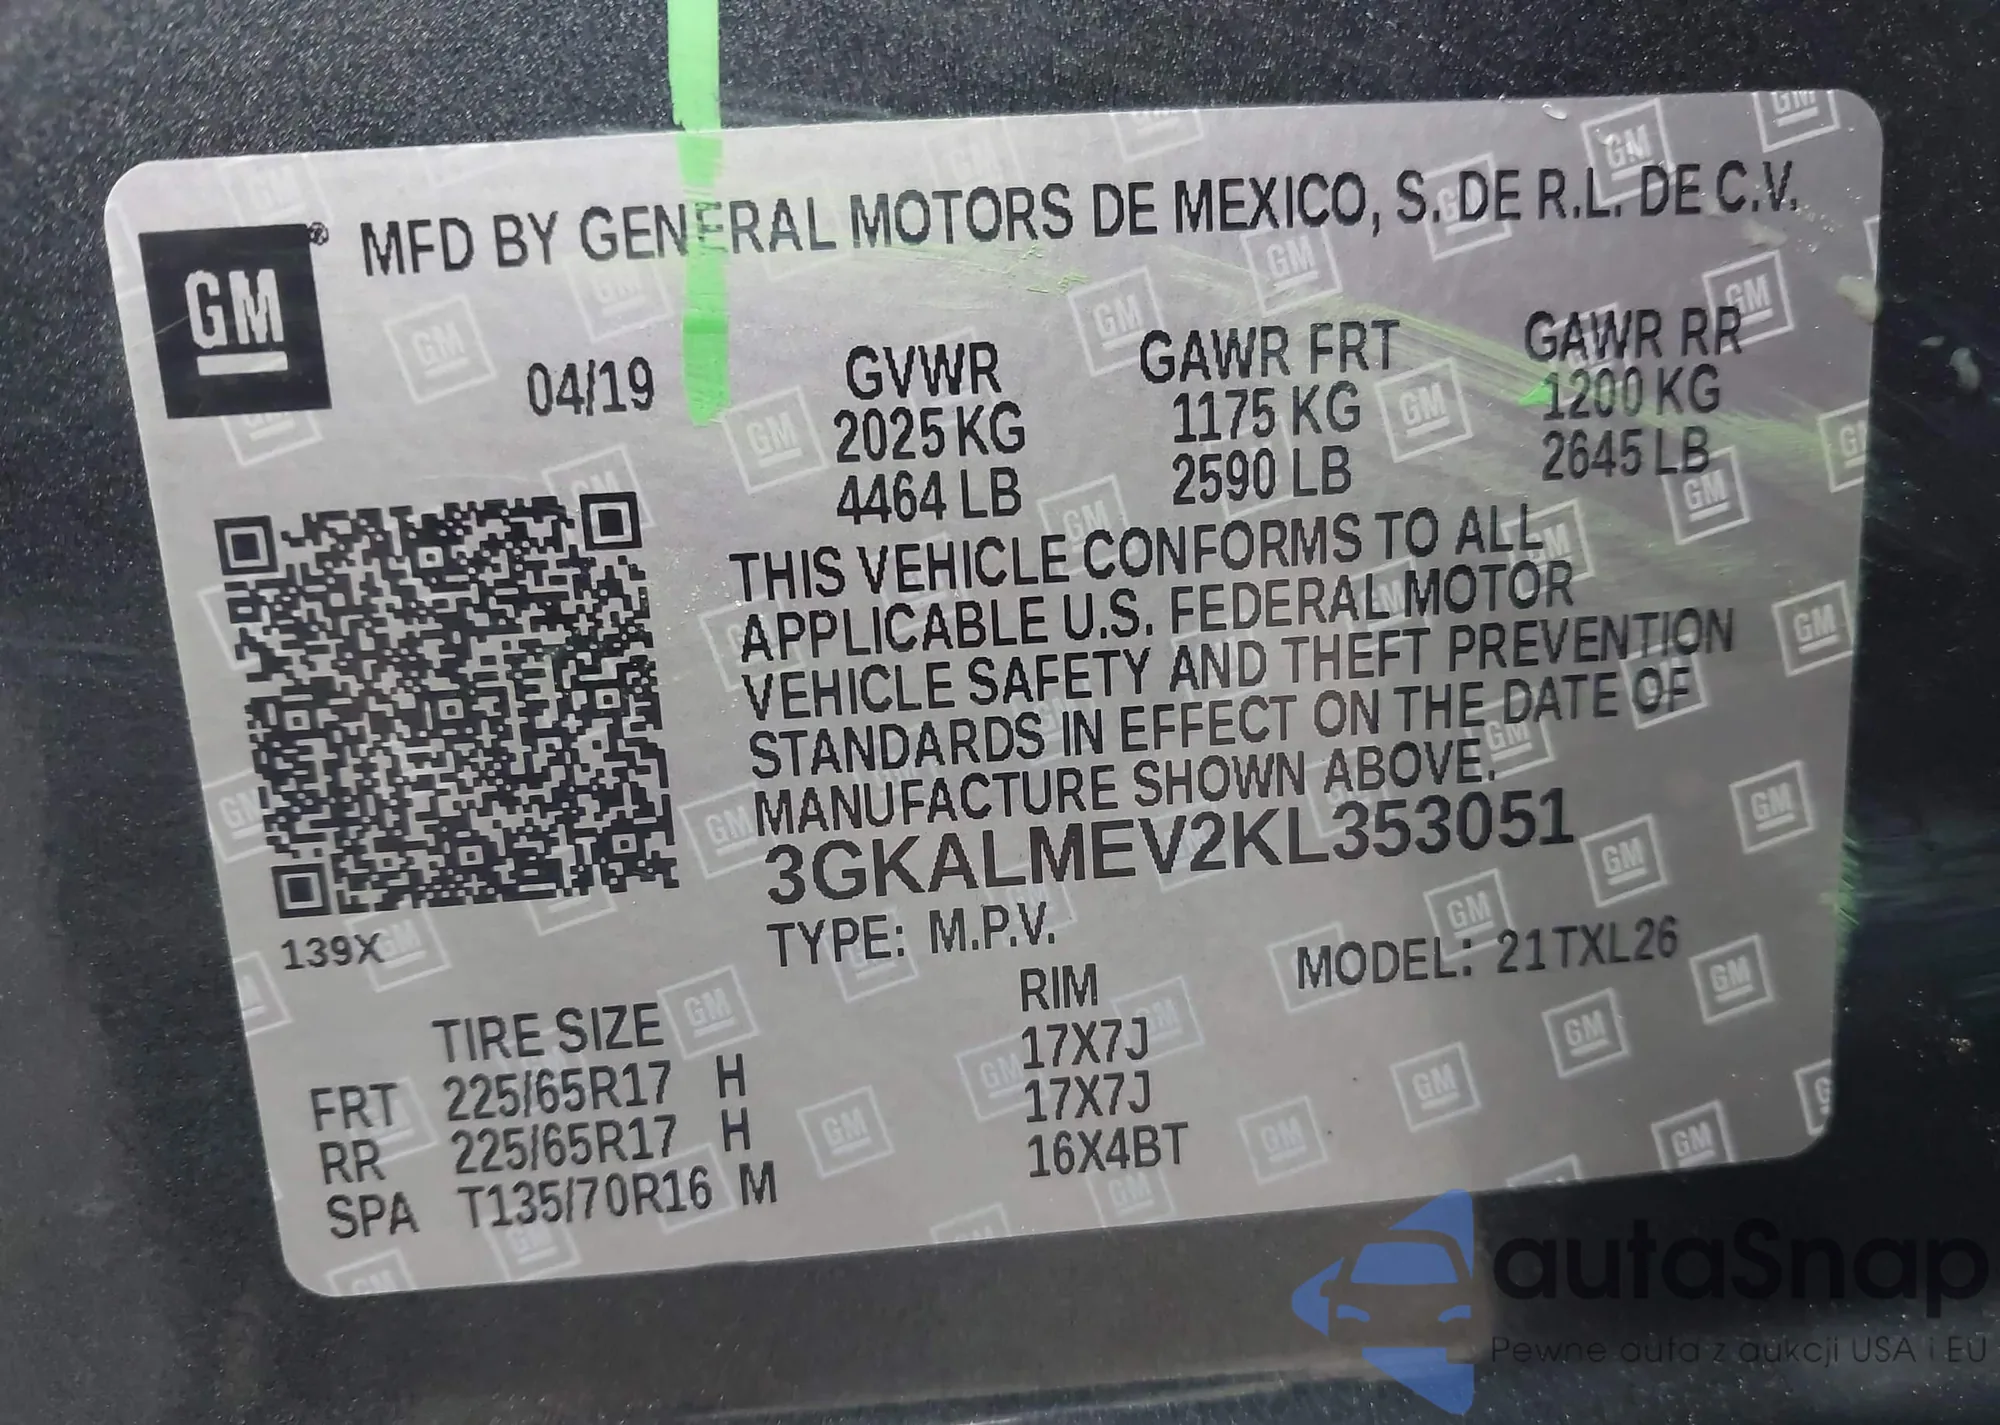 GM®
MFD BY GENERAL MOTORS DE MEXICO, S. DE R.L. DE C.V.
04/19
GVWR
2025 KG
4464 LB
GAWR FRT
1175 KG
2590 LB
GAWR RR
1200 KG
2645 LB
THIS VEHICLE CONFORMS TO ALL
APPLICABLE U.S. FEDERAL MOTOR
VEHICLE SAFETY AND THEFT PREVENTION
STANDARDS IN EFFECT ON THE DATE OF
MANUFACTURE SHOWN ABOVE.
3GKALMEV2KL353051
TYPE: M.P.V.
MODEL: 21TXL26
139X
TIRE SIZE RIM
FRT 225/65R17 H 17X7J
RR 225/65R17 H 17X7J
SPA T135/70R16 M 16X4BT
autaSnap
Pewne auta z aukcji USA i EU